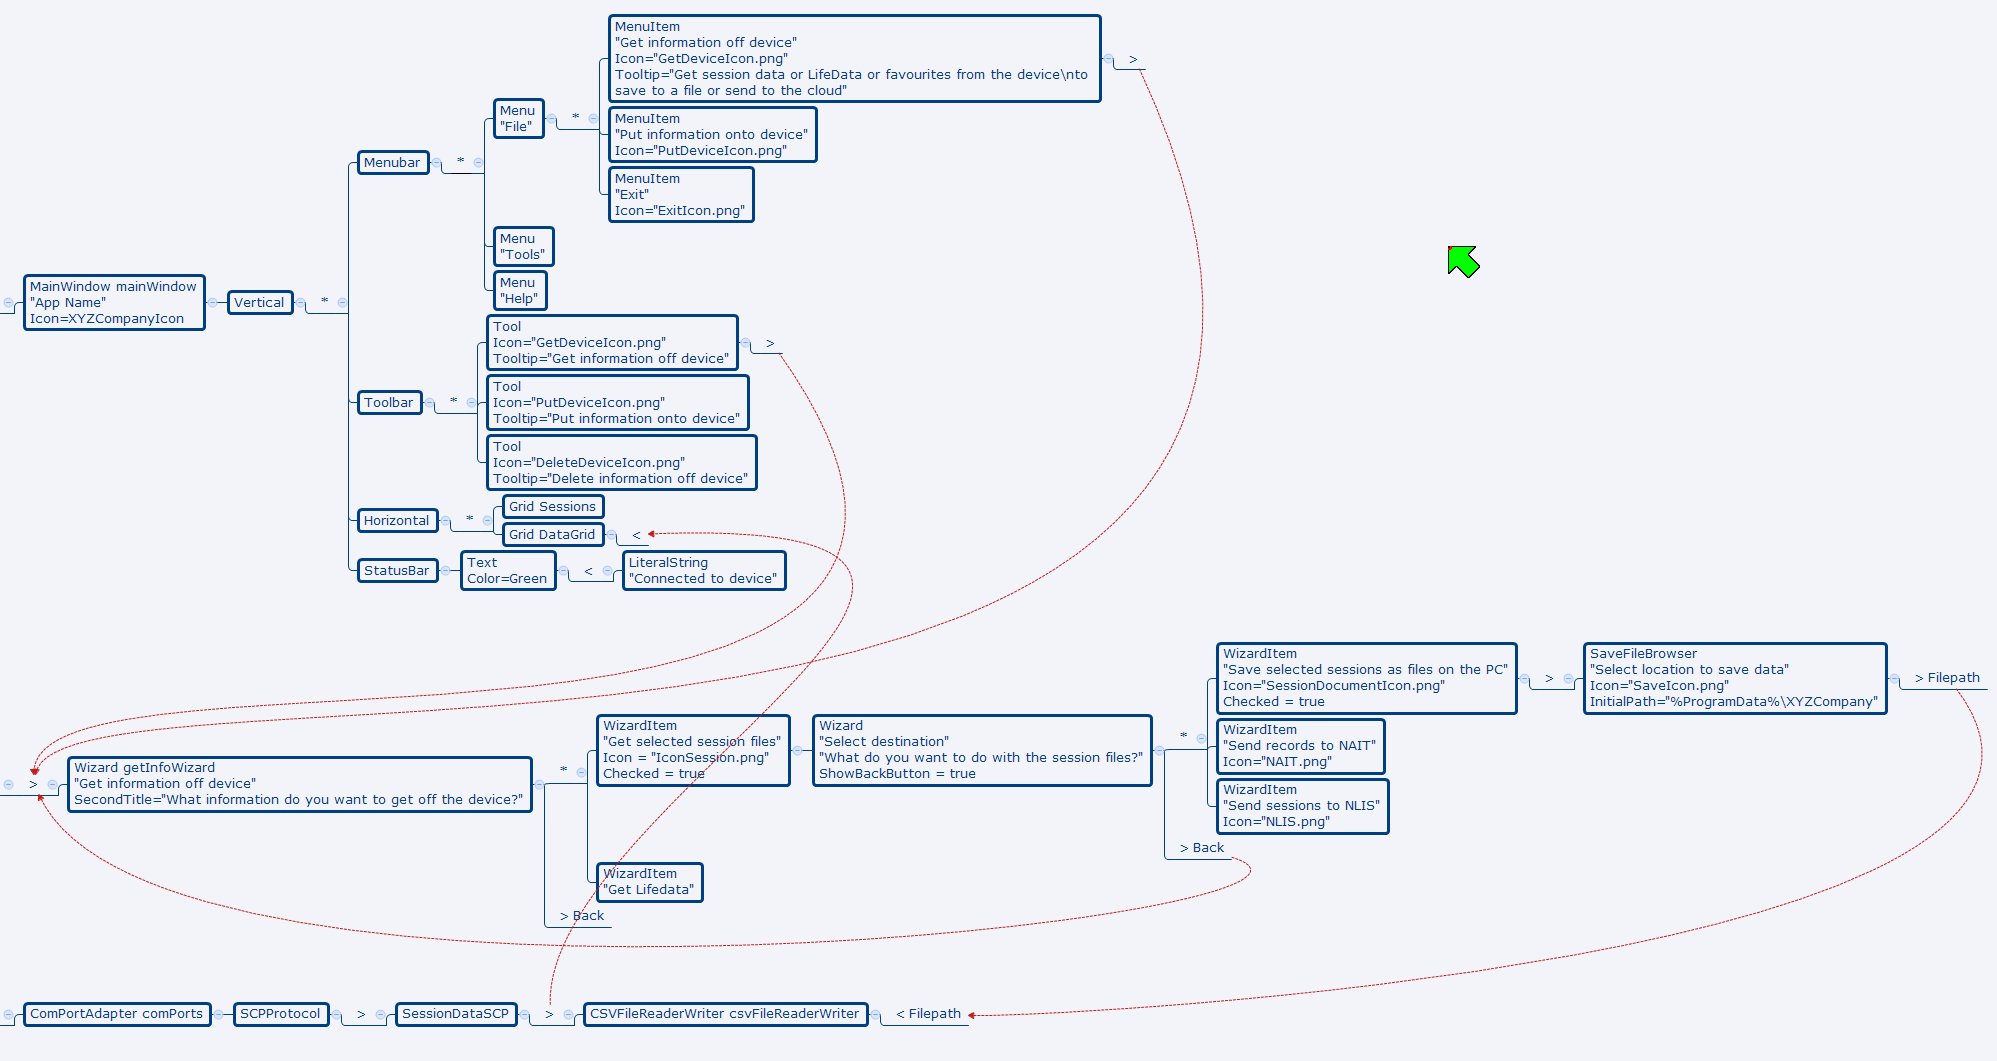 MenuItem
"Get information off device"
Icon="GetDeviceIcon.png"
Tooltip="Get session data or LifeData or favourites from the device\nto
save to a file or send to the cloud"
>
Menu
"File"
*
MenuItem
"Put information onto device"
Icon="PutDeviceIcon.png"
Menubar
*
MenuItem
"Exit"
Icon="ExitIcon.png"
Menu
"Tools"
Menu
"Help"
MainWindow mainWindow
"App Name"
Icon=XYZCompanyIcon
Vertical
*
Tool
Icon="GetDeviceIcon.png"
Tooltip="Get information off device"
>
Toolbar
*
Tool
Icon="PutDeviceIcon.png"
Tooltip="Put information onto device"
Tool
Icon="DeleteDeviceIcon.png"
Tooltip="Delete information off device"
Horizontal
*
Grid Sessions
Grid DataGrid
<
StatusBar
Text
Color=Green
<
LiteralString
"Connected to device"
>
Wizard getInfoWizard
"Get information off device"
SecondTitle="What information do you want to get off the device?"
*
WizardItem
"Get selected session files"
Icon = "IconSession.png"
Checked = true
Wizard
"Select destination"
"What do you want to do with the session files?"
ShowBackButton = true
*
WizardItem
"Save selected sessions as files on the PC"
Icon="SessionDocumentIcon.png"
Checked = true
>
SaveFileBrowser
"Select location to save data"
Icon="SaveIcon.png"
InitialPath="%ProgramData%\XYZCompany"
> Filepath
WizardItem
"Send records to NAIT"
Icon="NAIT.png"
WizardItem
"Send sessions to NLIS"
Icon="NLIS.png"
> Back
WizardItem
"Get Lifedata"
> Back
ComPortAdapter comPorts
SCPProtocol
>
SessionDataSCP
>
CSVFileReaderWriter csvFileReaderWriter
< Filepath